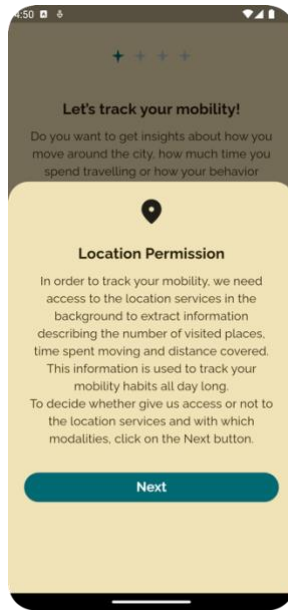 4:50
Let's track your mobility!
Do you want to get insights about how you
move around the city, how much time you
spend travelling or how your behavior
Location Permission
In order to track your mobility, we need
access to the location services in the
background to extract information
describing the number of visited places,
time spent moving and distance covered.
This information is used to track your
mobility habits all day long.
To decide whether give us access or not to
the location services and with which
modalities, click on the Next button.
Next